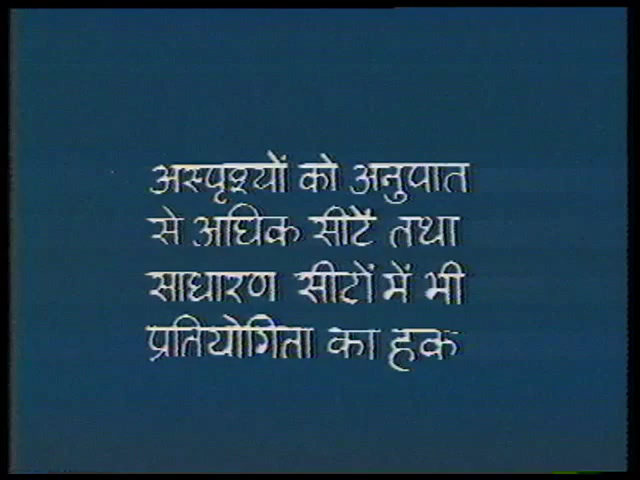 अस्पृश्यों को अनुपात
से अधिक सीटें तथा
साधारण सीटों में भी
प्रतियोगिता का हक